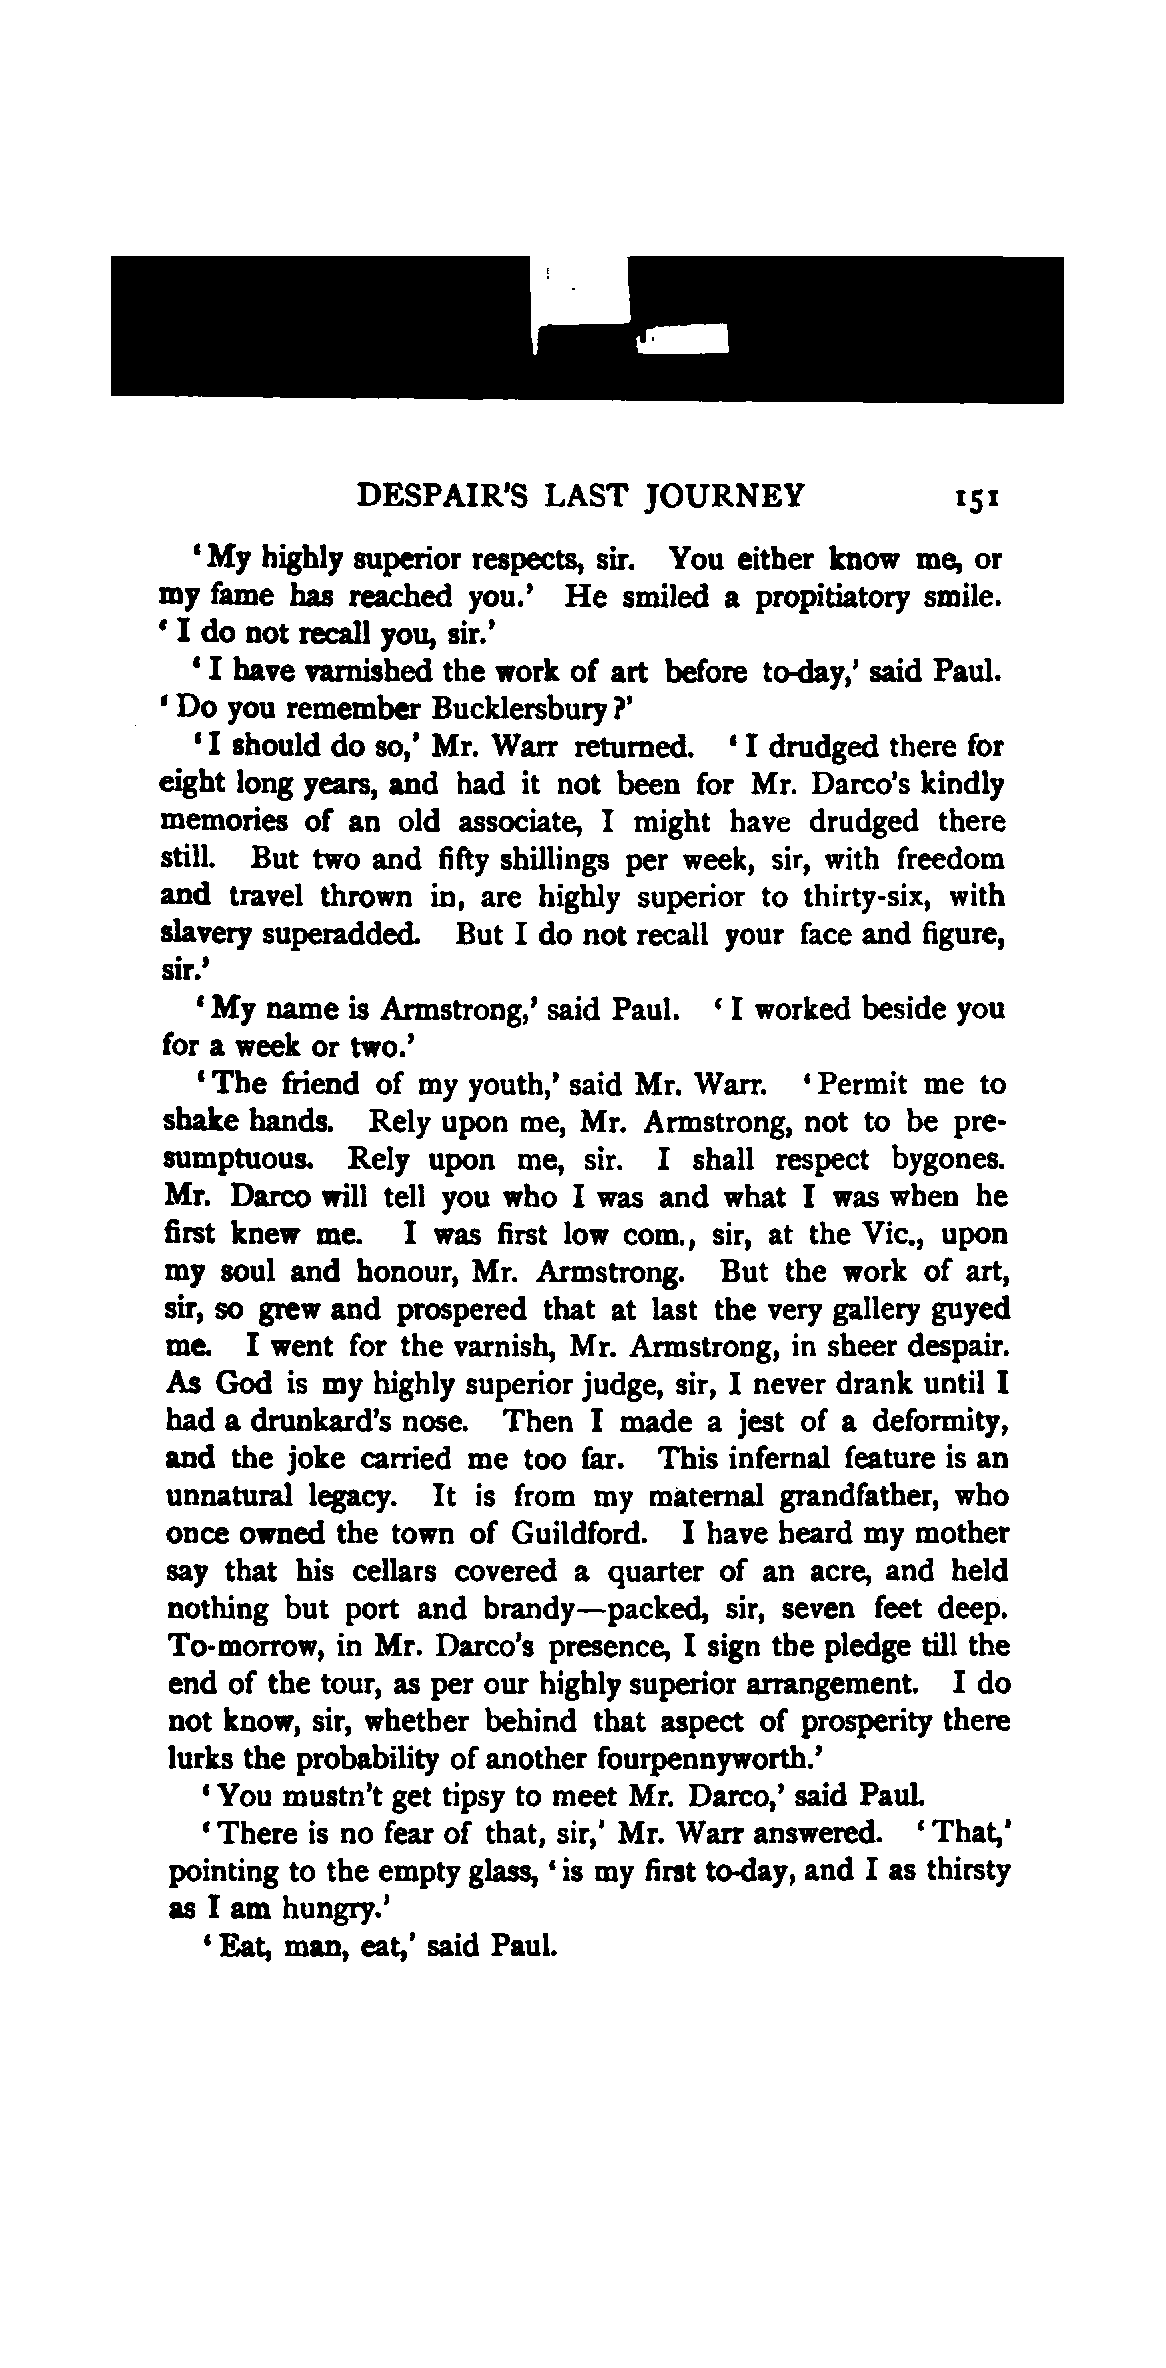 DESPAIR'S LAST JOURNEY 151
‘My highly superior respects, sir. You either know me, or
my fame has reached you.’ He smiled a propitiatory smile.
‘I do not recall you, sir.’
‘I have varnished the work of art before to-day,’ said Paul.
‘Do you remember Bucklersbury?’
‘I should do so,’ Mr. Warr returned. ‘I drudged there for
eight long years, and had it not been for Mr. Darco's kindly
memories of an old associate, I might have drudged there
still. But two and fifty shillings per week, sir, with freedom
and travel thrown in, are highly superior to thirty-six, with
slavery superadded. But I do not recall your face and figure,
sir.’
‘My name is Armstrong,’ said Paul. ‘I worked beside you
for a week or two.’
‘The friend of my youth,’ said Mr. Warr. ‘Permit me to
shake hands. Rely upon me, Mr. Armstrong, not to be pre-
sumptuous. Rely upon me, sir. I shall respect bygones.
Mr. Darco will tell you who I was and what I was when he
first knew me. I was first low com., sir, at the Vic., upon
my soul and honour, Mr. Armstrong. But the work of art,
sir, so grew and prospered that at last the very gallery guyed
me. I went for the varnish, Mr. Armstrong, in sheer despair.
As God is my highly superior judge, sir, I never drank until I
had a drunkard's nose. Then I made a jest of a deformity,
and the joke carried me too far. This infernal feature is an
unnatural legacy. It is from my maternal grandfather, who
once owned the town of Guildford. I have heard my mother
say that his cellars covered a quarter of an acre, and held
nothing but port and brandy—packed, sir, seven feet deep.
To-morrow, in Mr. Darco's presence, I sign the pledge till the
end of the tour, as per our highly superior arrangement. I do
not know, sir, whether behind that aspect of prosperity there
lurks the probability of another fourpennyworth.’
‘You mustn't get tipsy to meet Mr. Darco,’ said Paul.
‘There is no fear of that, sir,’ Mr. Warr answered. ‘That,’
pointing to the empty glass, ‘is my first to-day, and I as thirsty
as I am hungry.’
‘Eat, man, eat,’ said Paul.